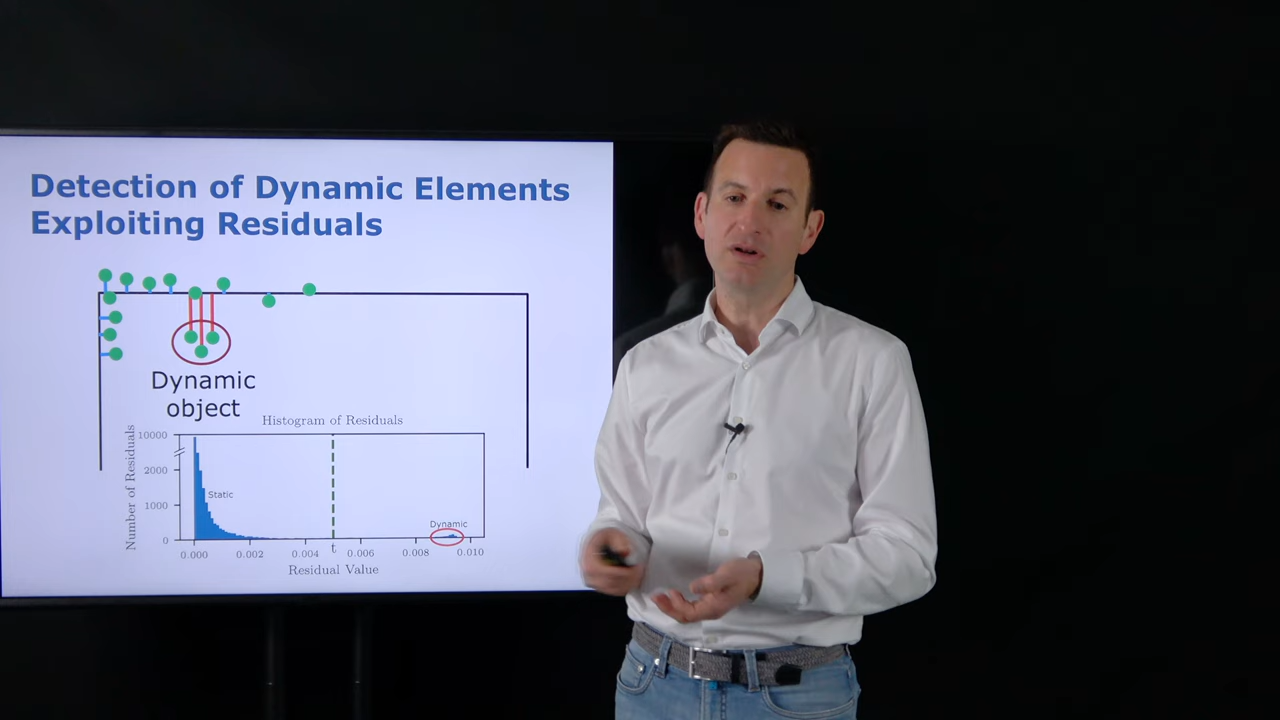 Detection of Dynamic Elements
Exploiting Residuals
Dynamic
object
Histogram of Residuals
Number of Residuals
10000
2000
1000
0
Static
Dynamic
0.000
0.002
0.004
t
0.006
0.008
0.010
Residual Value